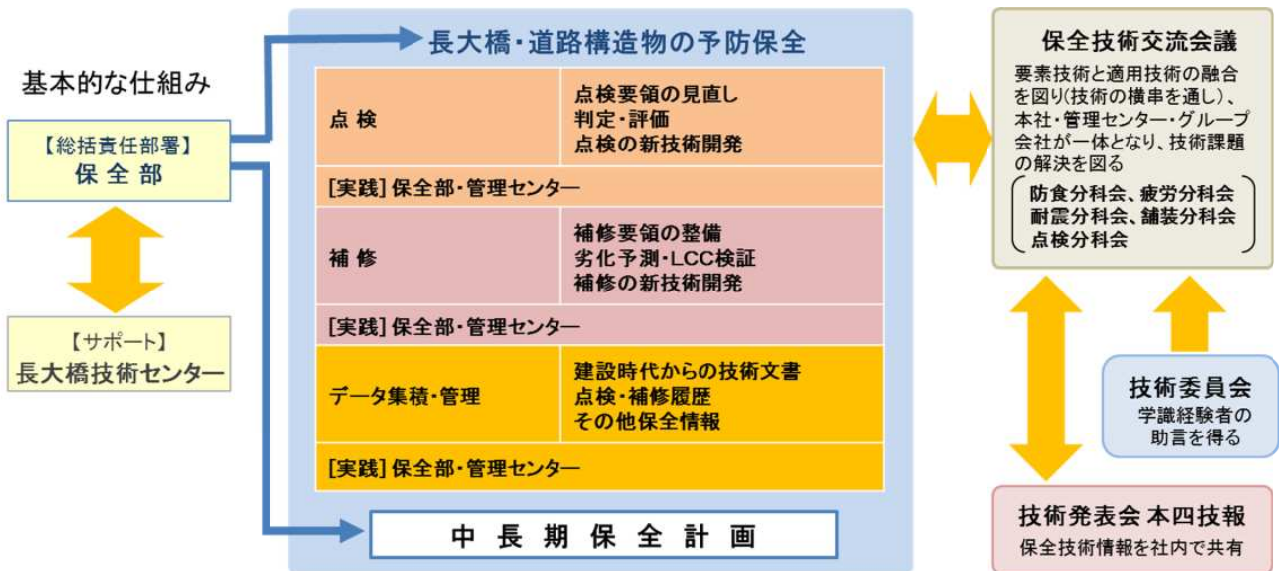 基本的な仕組み
【総括責任部署】
保全部
【サポート】
長大橋技術センター
長大橋・道路構造物の予防保全
点検
点検要領の見直し
判定・評価
点検の新技術開発
[実践]保全部・管理センター
補修
補修要領の整備
劣化予測・LCC検証
補修の新技術開発
[実践]保全部・管理センター
データ集積・管理
建設時代からの技術文書
点検・補修履歴
その他保全情報
[実践]保全部・管理センター
中長期保全計画
保全技術交流会議
要素技術と適用技術の融合
を図り(技術の横串を通し)、
本社・管理センター・グループ
会社が一体となり、技術課題
の解決を図る
防食分科会、疲労分科会
耐震分科会、舗装分科会
点検分科会
技術委員会
学識経験者の
助言を得る
技術発表会 本四技報
保全技術情報を社内で共有